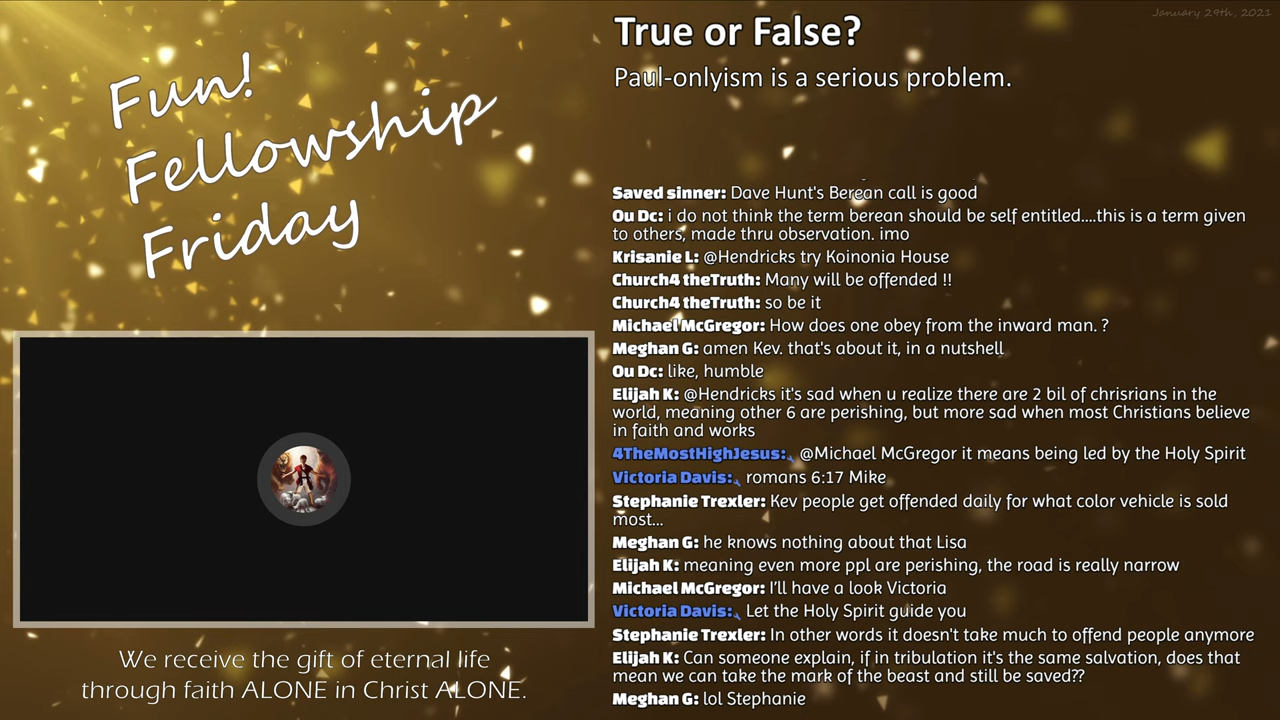 January 29th, 2021
True or False?
Paul-onlyism is a serious problem.
Fun!
Fellowship
Friday
Saved sinner: Dave Hunt's Berean call is good
Ou Dc: i do not think the term berean should be self entitled....this is a term given
to others, made thru observation. imo
Krisanie L: @Hendricks try Koinonia House
Church4 theTruth: Many will be offended !!
Church4 theTruth: so be it
Michael McGregor: How does one obey from the inward man. ?
Meghan G: amen Kev. that's about it, in a nutshell
Ou Dc: like, humble
Elijah K: @Hendricks it's sad when u realize there are 2 bil of chrisrians in the
world, meaning other 6 are perishing, but more sad when most Christians believe
in faith and works
4TheMostHighJesus: @Michael McGregor it means being led by the Holy Spirit
Victoria Davis: romans 6:17 Mike
Stephanie Trexler: Kev people get offended daily for what color vehicle is sold
most...
Meghan G: he knows nothing about that Lisa
Elijah K: meaning even more ppl are perishing, the road is really narrow
Michael McGregor: I'll have a look Victoria
Victoria Davis: Let the Holy Spirit guide you
Stephanie Trexler: In other words it doesn't take much to offend people anymore
Elijah K: Can someone explain, if in tribulation it's the same salvation, does that
mean we can take the mark of the beast and still be saved??
Meghan G: lol Stephanie
We receive the gift of eternal life
through faith ALONE in Christ ALONE.